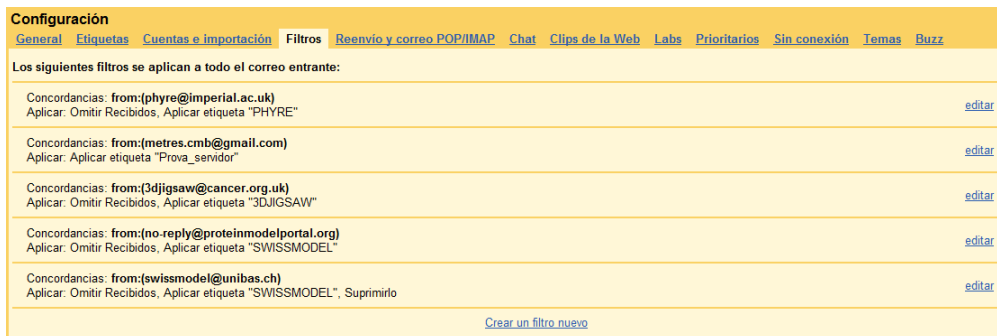 Configuración
General Etiquetas Cuentas e importación Filtros Reenvío y correo POP/IMAP Chat Clips de la Web Labs Prioritarios Sin conexión Temas Buzz
Los siguientes filtros se aplican a todo el correo entrante:
Concordancias: from:(phyre@imperial.ac.uk)
Aplicar: Omitir Recibidos, Aplicar etiqueta "PHYRE"
editar
Concordancias: from:(metres.cmb@gmail.com)
Aplicar: Aplicar etiqueta "Prova_servidor"
editar
Concordancias: from:(3djigsaw@cancer.org.uk)
Aplicar: Omitir Recibidos, Aplicar etiqueta "3DJIGSAW"
editar
Concordancias: from:(no-reply@proteinmodelportal.org)
Aplicar: Omitir Recibidos, Aplicar etiqueta "SWISSMODEL"
editar
Concordancias: from:(swissmodel@unibas.ch)
Aplicar: Omitir Recibidos, Aplicar etiqueta "SWISSMODEL", Suprimirlo
editar
Crear un filtro nuevo